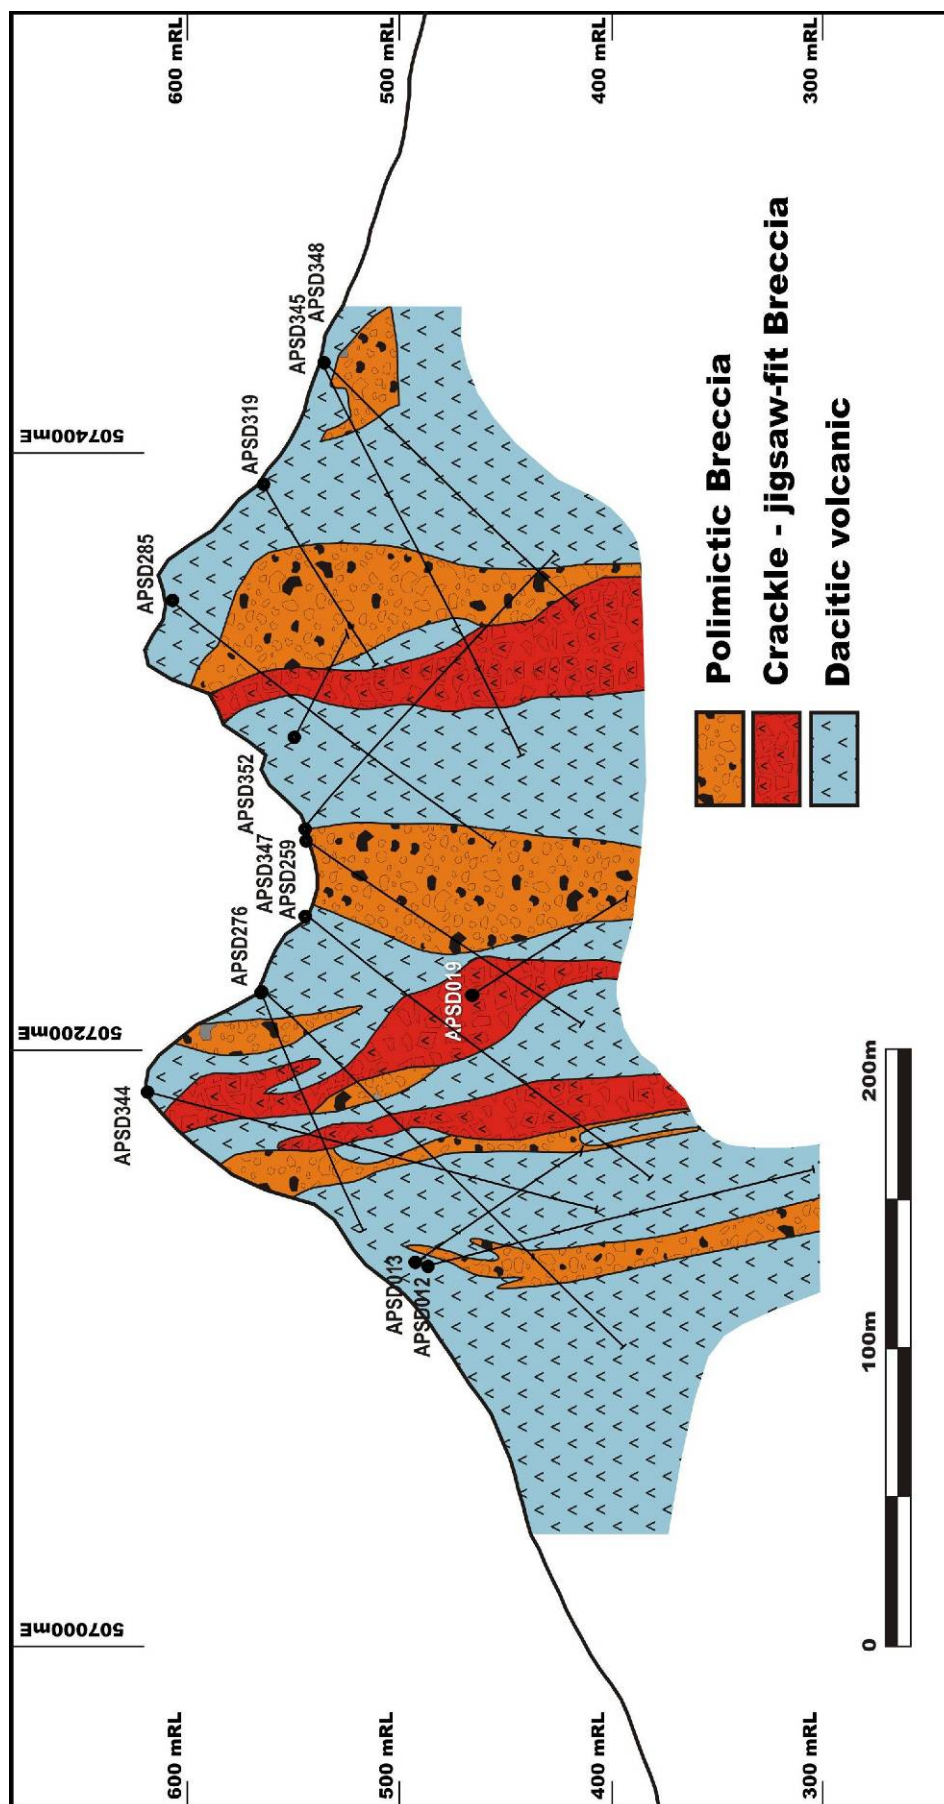 600 mRL
500 mRL
400 mRL
300 mRL
507000mE
507200mE
507400mE
APSD013
APSD012
APSD344
APSD276
APSD347
APSD259
APSD352
APSD019
APSD285
APSD319
APSD345
APSD348
600 mRL
500 mRL
400 mRL
300 mRL
Polimictic Breccia
Crackle - jigsaw-fit Breccia
Dacitic volcanic
0
100m
200m